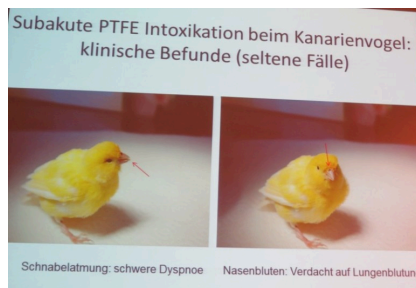 Subakute PTFE Intoxikation beim Kanarienvogel:
klinische Befunde (seltene Fälle)
Schnabelatmung: schwere Dyspnoe
Nasenbluten: Verdacht auf Lungenblutun